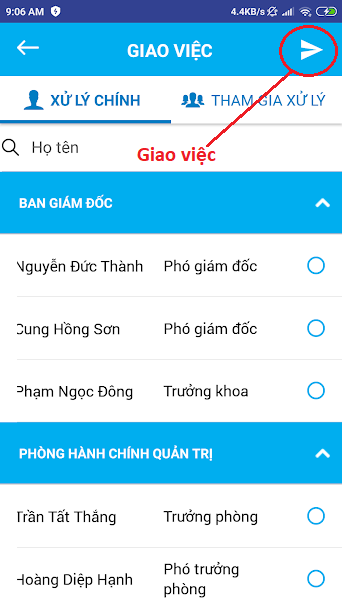 9:06 AM 4.4KB/s
GIAO VIỆC
XỬ LÝ CHÍNH THAM GIA XỬ LÝ
Họ tên
Giao việc
BAN GIÁM ĐỐC
Nguyễn Đức Thành Phó giám đốc
Cung Hồng Sơn Phó giám đốc
Phạm Ngọc Đông Trưởng khoa
PHÒNG HÀNH CHÍNH QUẢN TRỊ
Trần Tất Thắng Trưởng phòng
Hoàng Diệp Hạnh Phó trưởng
phòng